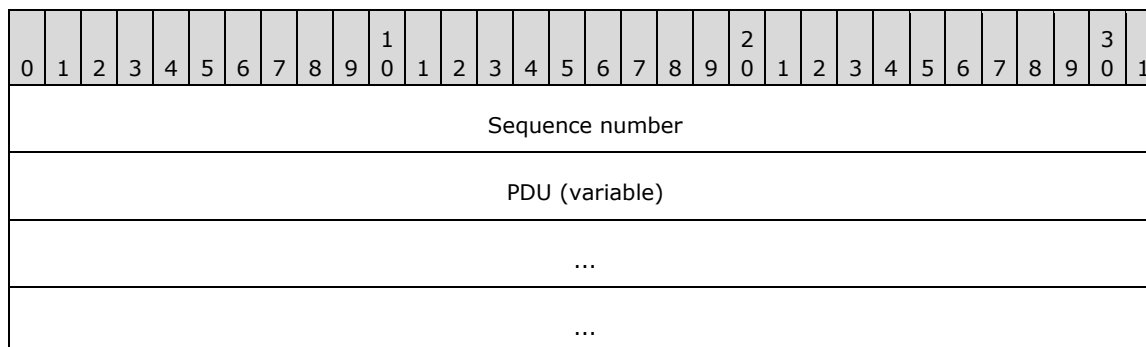 1 2 3
0 1 2 3 4 5 6 7 8 9 0 1 2 3 4 5 6 7 8 9 0 1 2 3 4 5 6 7 8 9 0 1
Sequence number
PDU (variable)
...
...